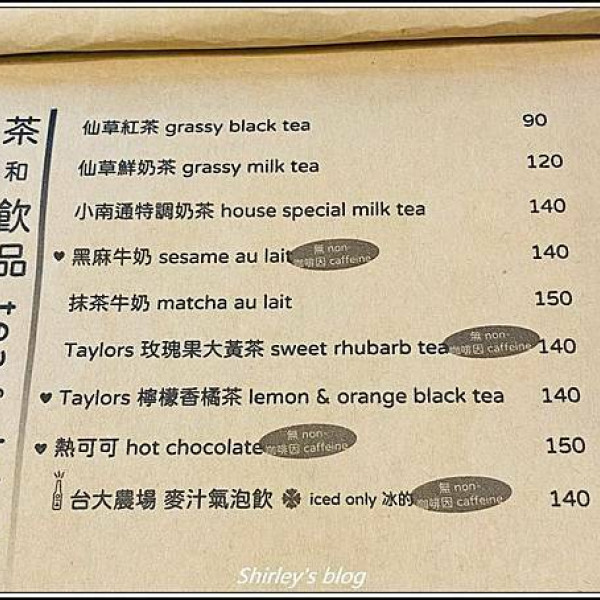 茶和飲品
仙草紅茶 grassy black tea 90
仙草鮮奶茶 grassy milk tea 120
小南通特調奶茶 house special milk tea 140
♥ 黑麻牛奶 sesame au lait 無 non-咖啡因 caffeine 140
抹茶牛奶 matcha au lait 150
Taylors 玫瑰果大黃茶 sweet rhubarb tea 無 non-咖啡因 caffeine 140
♥ Taylors 檸檬香橘茶 lemon & orange black tea 140
♥ 熱可可 hot chocolate 無 non-咖啡因 caffeine 150
台大農場 麥汁氣泡飲 iced only 冰的 無 non-咖啡因 caffeine 140
Shirley's blog